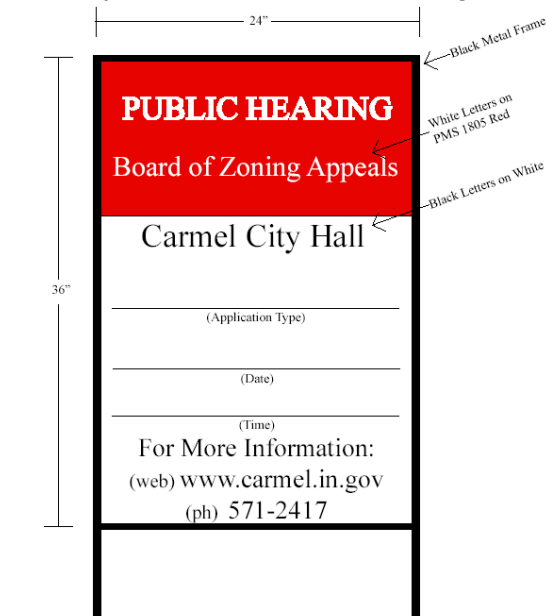 24”
Black Metal Frame
PUBLIC HEARING
White Letters on
PMS 1805 Red
Board of Zoning Appeals
Black Letters on White
Carmel City Hall
36”
(Application Type)
(Date)
(Time)
For More Information:
(web) www.carmel.in.gov
(ph) 571-2417